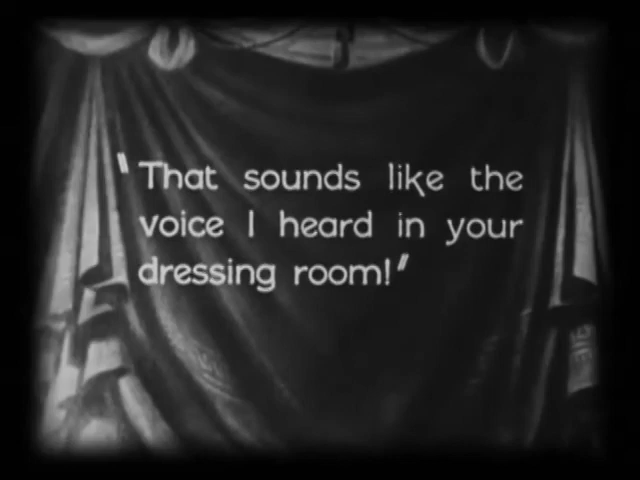 "That sounds like the
voice I heard in your
dressing room!"